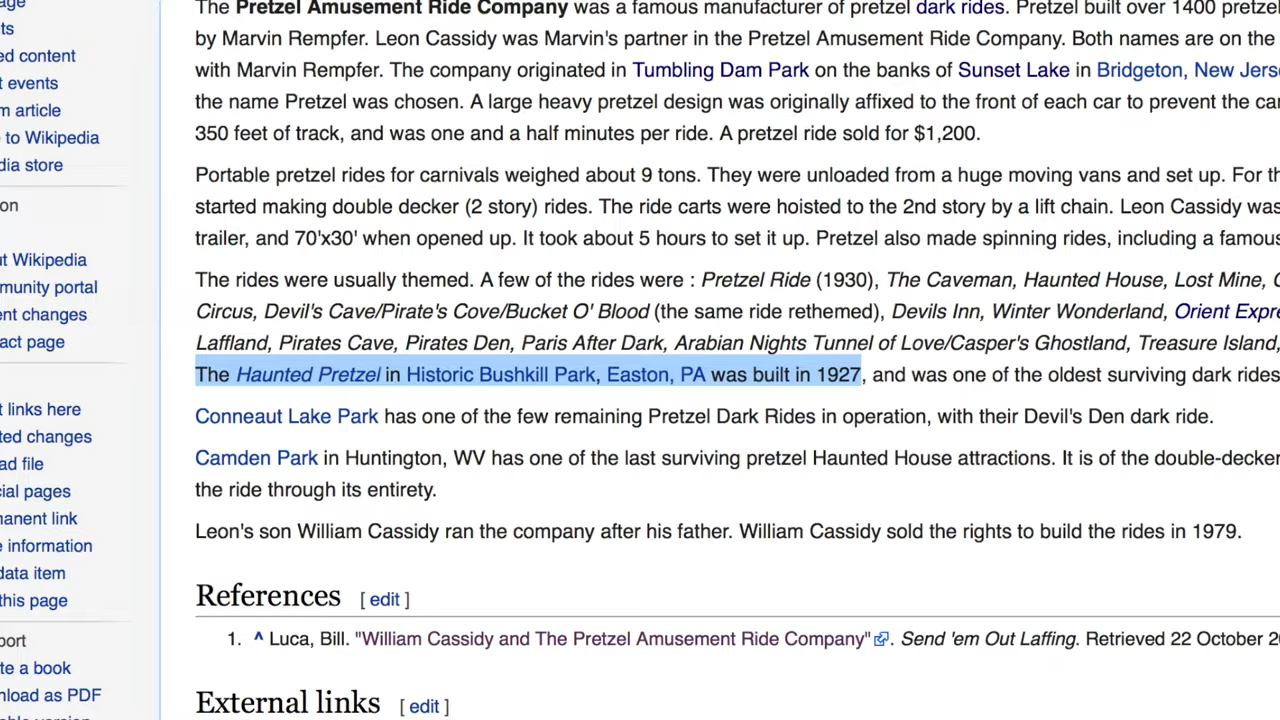 The Pretzel Amusement Ride Company was a famous manufacturer of pretzel dark rides. Pretzel built over 1400 pretzel
by Marvin Rempfer. Leon Cassidy was Marvin's partner in the Pretzel Amusement Ride Company. Both names are on the
with Marvin Rempfer. The company originated in Tumbling Dam Park on the banks of Sunset Lake in Bridgeton, New Jers
the name Pretzel was chosen. A large heavy pretzel design was originally affixed to the front of each car to prevent the ca
350 feet of track, and was one and a half minutes per ride. A pretzel ride sold for $1,200.
Portable pretzel rides for carnivals weighed about 9 tons. They were unloaded from a huge moving vans and set up. For th
started making double decker (2 story) rides. The ride carts were hoisted to the 2nd story by a lift chain. Leon Cassidy was
trailer, and 70'x30' when opened up. It took about 5 hours to set it up. Pretzel also made spinning rides, including a famou
The rides were usually themed. A few of the rides were : Pretzel Ride (1930), The Caveman, Haunted House, Lost Mine,
Circus, Devil's Cave/Pirate's Cove/Bucket O' Blood (the same ride rethemed), Devils Inn, Winter Wonderland, Orient Expre
Laffland, Pirates Cave, Pirates Den, Paris After Dark, Arabian Nights Tunnel of Love/Casper's Ghostland, Treasure Island,
The Haunted Pretzel in Historic Bushkill Park, Easton, PA was built in 1927, and was one of the oldest surviving dark rides
Conneaut Lake Park has one of the few remaining Pretzel Dark Rides in operation, with their Devil's Den dark ride.
Camden Park in Huntington, WV has one of the last surviving pretzel Haunted House attractions. It is of the double-decker
the ride through its entirety.
Leon's son William Cassidy ran the company after his father. William Cassidy sold the rights to build the rides in 1979.
References [ edit ]
1. ^ Luca, Bill. "William Cassidy and The Pretzel Amusement Ride Company". Send 'em Out Laffing. Retrieved 22 October 2
External links [ edit ]
ts
ed content
t events
m article
to Wikipedia
dia store
on
ut Wikipedia
munity portal
ent changes
act page
links here
ted changes
ad file
cial pages
manent link
information
data item
this page
port
te a book
nload as PDF